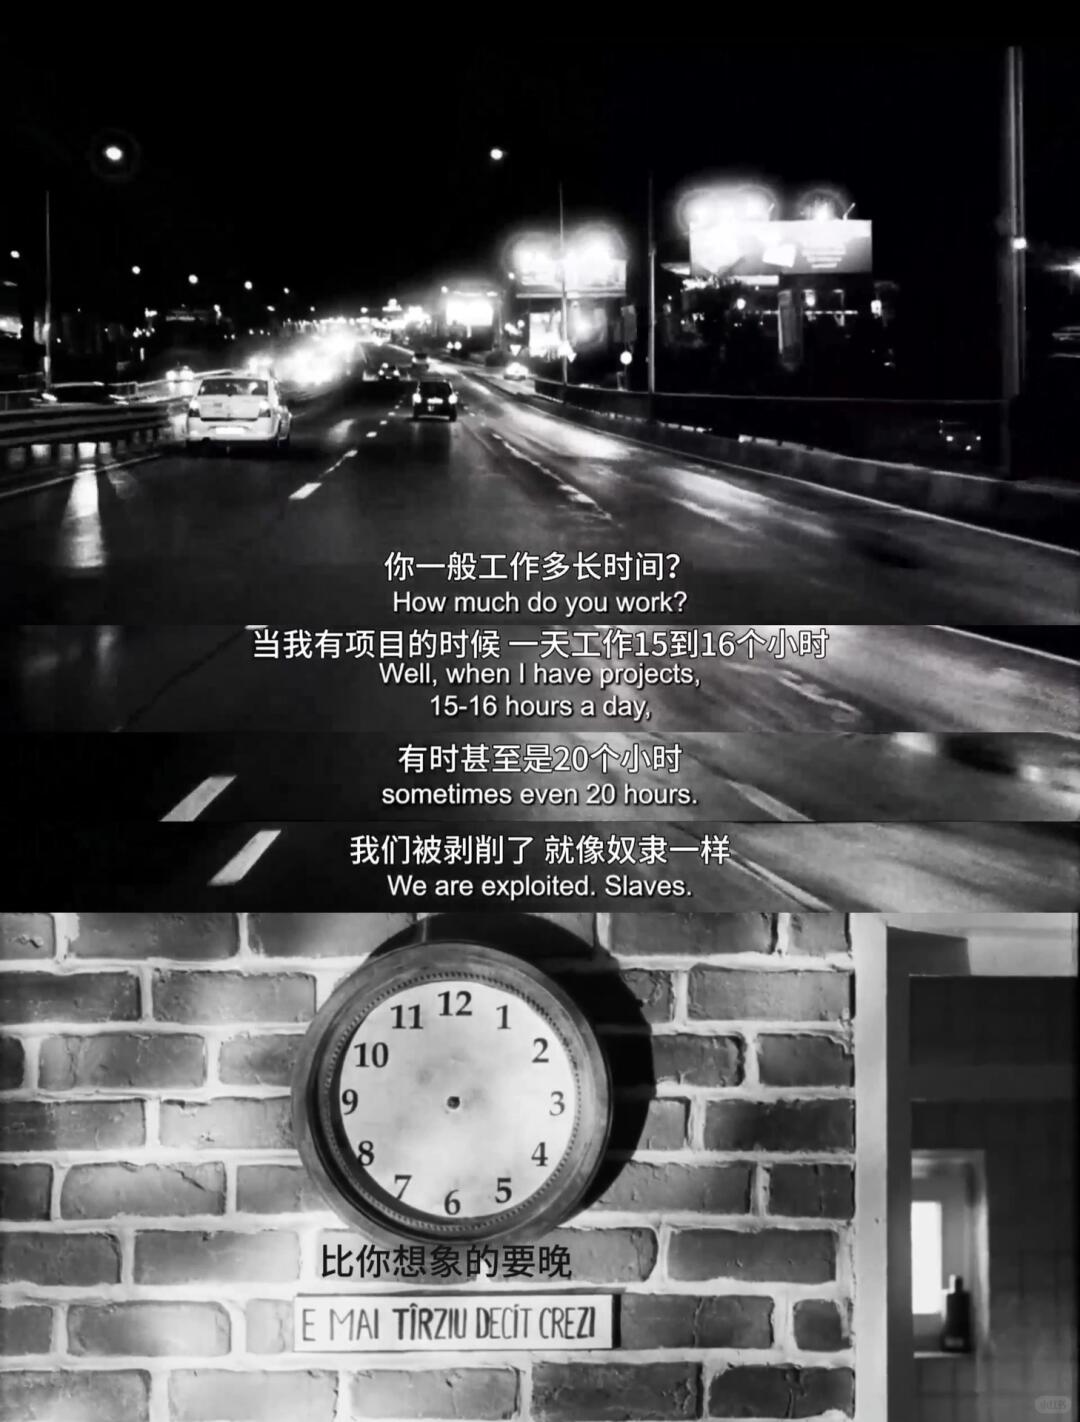 你一般工作多长时间？
How much do you work?
当我有项目的时候 一天工作15到16个小时
Well, when I have projects,
15-16 hours a day,
有时甚至是20个小时
sometimes even 20 hours.
我们被剥削了 就像奴隶一样
We are exploited. Slaves.
12
11 1
10 2
9 3
8 4
7 5
6
比你想象的要晚
E MAI TÎRZIU DECÎT CREZI
小红书